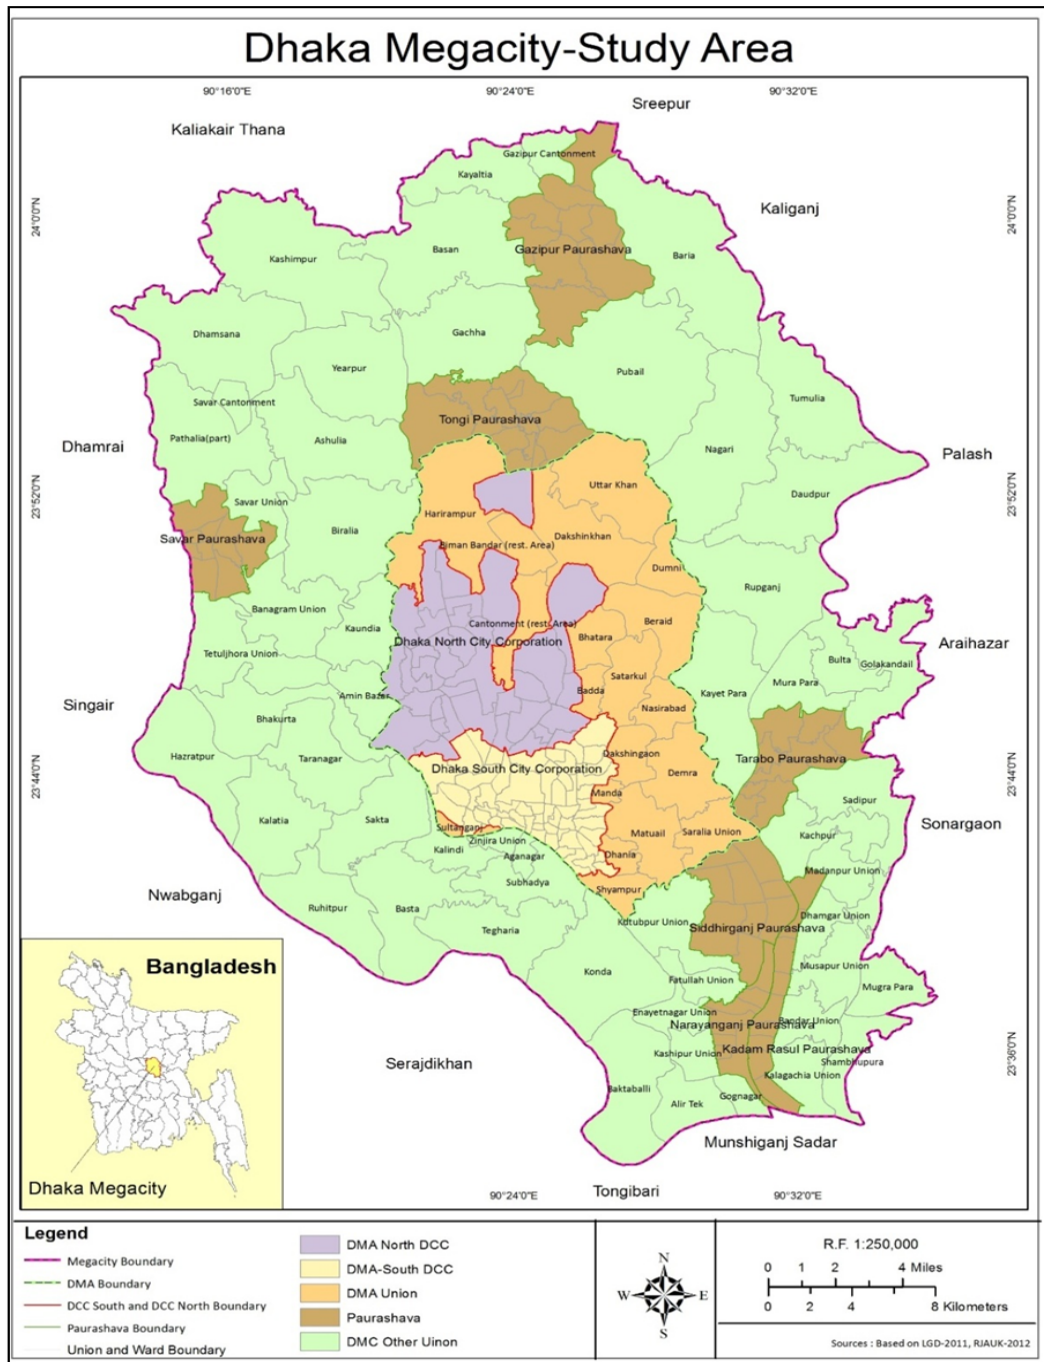 Dhaka Megacity-Study Area
90°16'0"E
90°24'0"E
90°32'0"E
Sreepur
Kaliakair Thana
Gazipur Cantonment
Kayaltia
24°0'0"N
Kaliganj
24°0'0"N
Basan
Gazipur Paurashava
Baria
Kashimpur
Dhamsana
Gachha
Yearpur
Pubail
Savar Cantonment
Tumulia
Tongi Paurashava
Pathalia(part)
Ashulia
Dhamrai
Nagari
Palash
23°52'0"N
Uttar Khan
Daudpur
23°52'0"N
Savar Union
Harirampur
Biralia
Savar Paurashava
Dakshinkhan
Biman Bandar (rest. Area)
Dumni
Rupganj
Banagram Union
Kaundia
Cantonment (rest. Area)
Beraid
Dhaka North City Corporation
Bhatara
Araihazar
Tetuljhora Union
Bulta
Golakandail
Satarkul
Mura Para
Amin Bazar
Badda
Kayet Para
Singair
Nasirabad
Bhakurta
Hazratpur
Taranagar
Dakshingaon
Tarabo Paurashava
23°44'0"N
Dhaka South City Corporation
Demra
23°44'0"N
Manda
Sadipur
Kalatia
Sakta
Sultanganj
Matuail
Saralia Union
Kachpur
Sonargaon
Zinjira Union
Kalindi
Aganagar
Dhania
Madanpur Union
Subhadya
Shyampur
Nwabganj
Ruhitpur
Basta
Kutubpur Union
Dhamgar Union
Siddhirganj Paurashava
Tegharia
Bangladesh
Konda
Musapur Union
Fatullah Union
Mugra Para
Enayetnagar Union
Bandar Union
Narayanganj Paurashava
23°36'0"N
Kashipur Union
Kadam Rasul Paurashava
23°36'0"N
Serajdikhan
Shambhupura
Kalagachia Union
Baktaballi
Gognagar
Alir Tek
Munshiganj Sadar
Dhaka Megacity
90°24'0"E
Tongibari
90°32'0"E
Legend
Megacity Boundary
DMA Boundary
DCC South and DCC North Boundary
Paurashava Boundary
Union and Ward Boundary
DMA North DCC
DMA-South DCC
DMA Union
Paurashava
DMC Other Uinon
N
W E
S
R.F. 1:250,000
0 1 2 4 Miles
0 2 4 8 Kilometers
Sources : Based on LGD-2011, RJAUK-2012